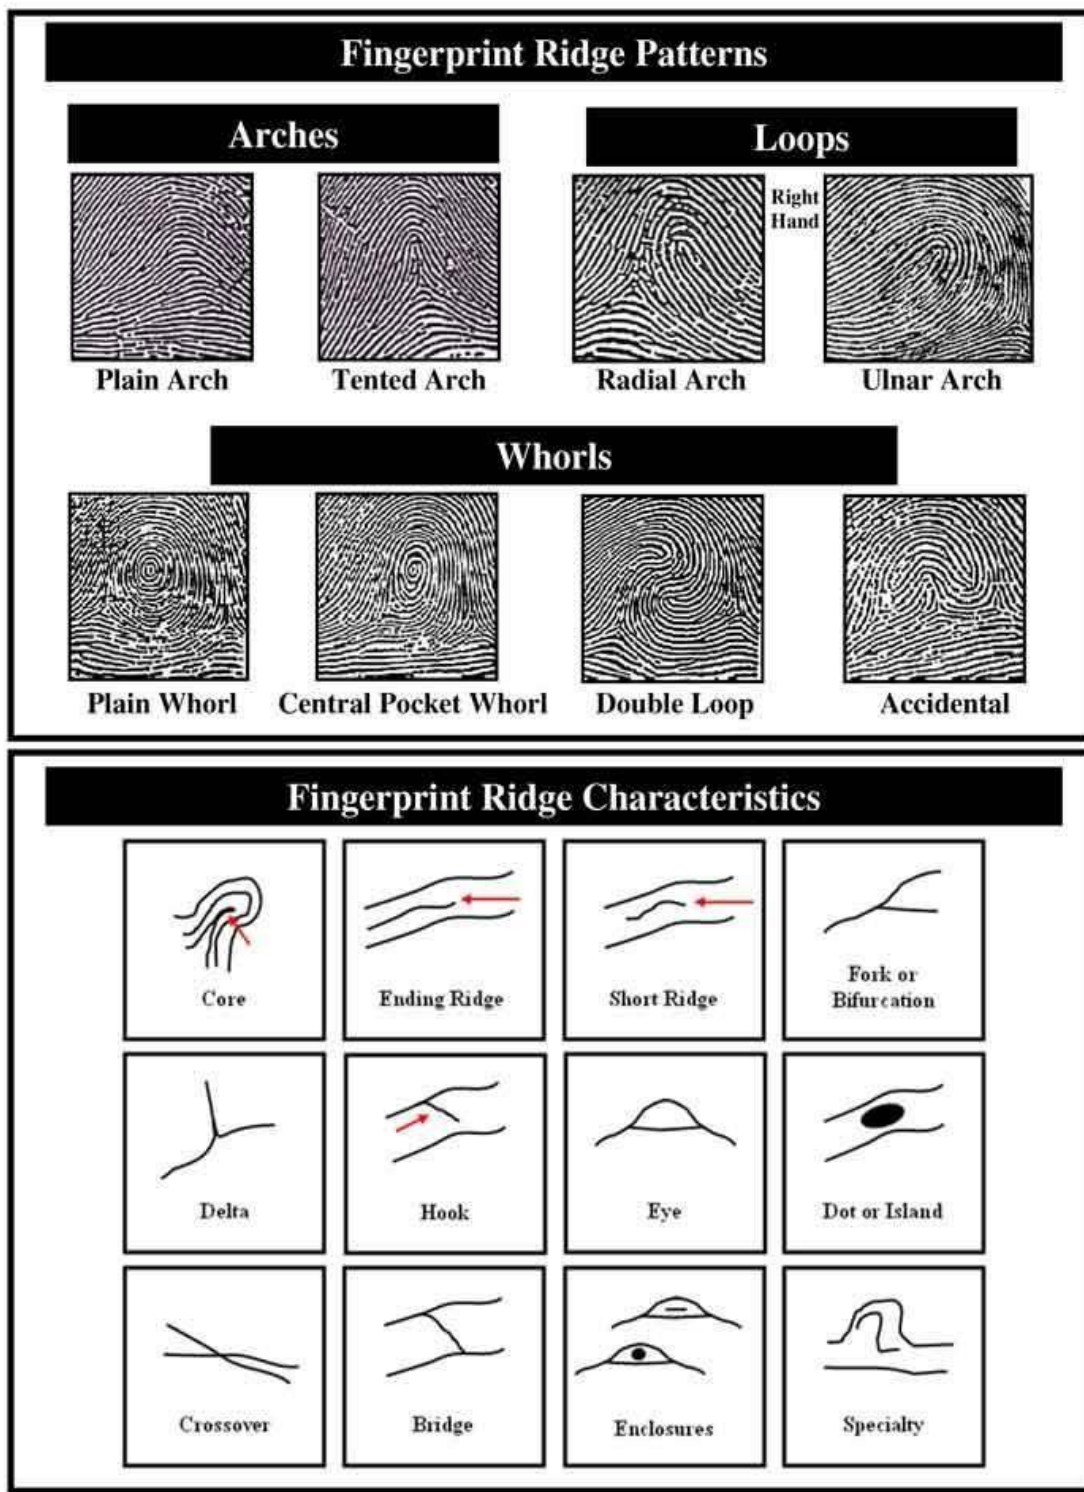 Fingerprint Ridge Patterns
Arches
Loops
Right
Hand
Plain Arch
Tented Arch
Radial Arch
Ulnar Arch
Whorls
Plain Whorl
Central Pocket Whorl
Double Loop
Accidental
Fingerprint Ridge Characteristics
Core
Ending Ridge
Short Ridge
Fork or
Bifurcation
Delta
Hook
Eye
Dot or Island
Crossover
Bridge
Enclosures
Specialty